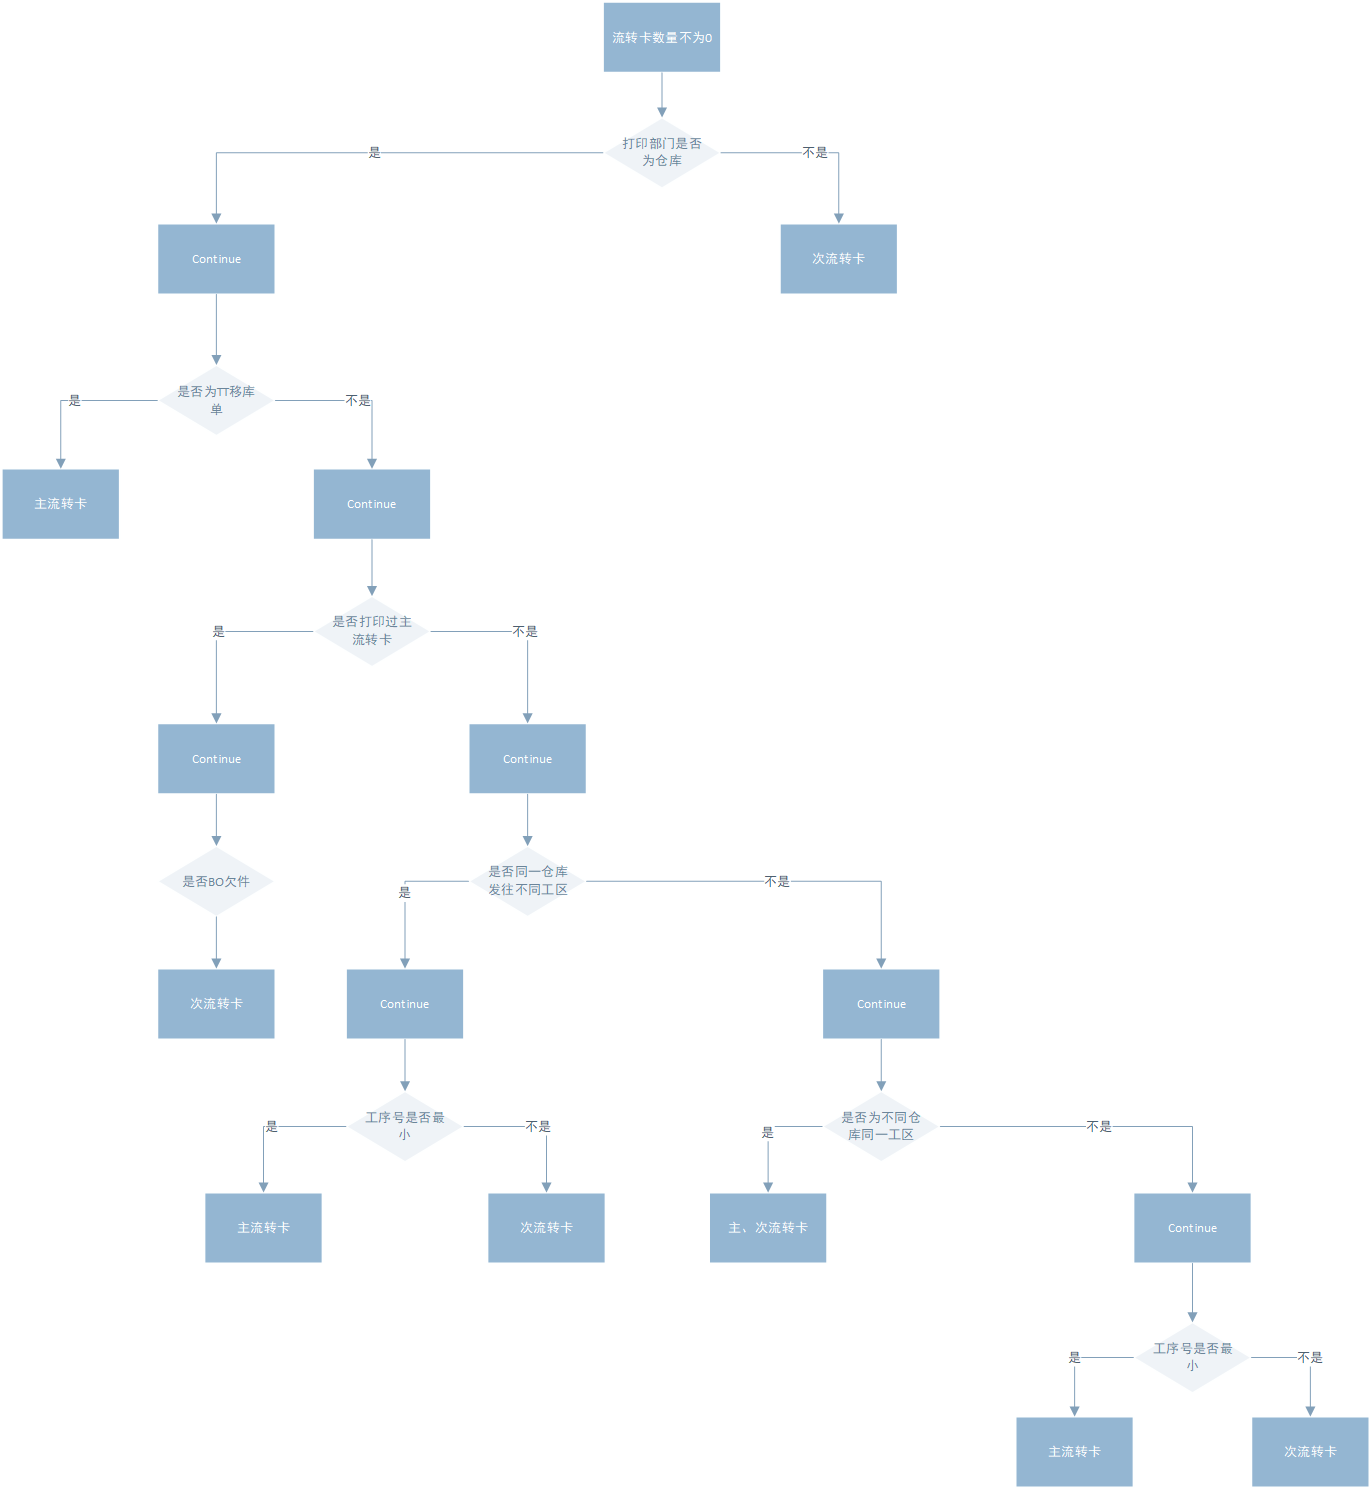 流转卡数量不为0
打印部门是否
为仓库
是
不是
Continue
次流转卡
是否为TT移库
单
是
不是
主流转卡
Continue
是否打印过主
流转卡
是
不是
Continue
Continue
是否BO欠件
是否同一仓库
发往不同工区
是
不是
次流转卡
Continue
Continue
工序号是否最
小
是
不是
是否为不同仓
库同一工区
是
不是
主流转卡
次流转卡
主、次流转卡
Continue
工序号是否最
小
是
不是
主流转卡
次流转卡